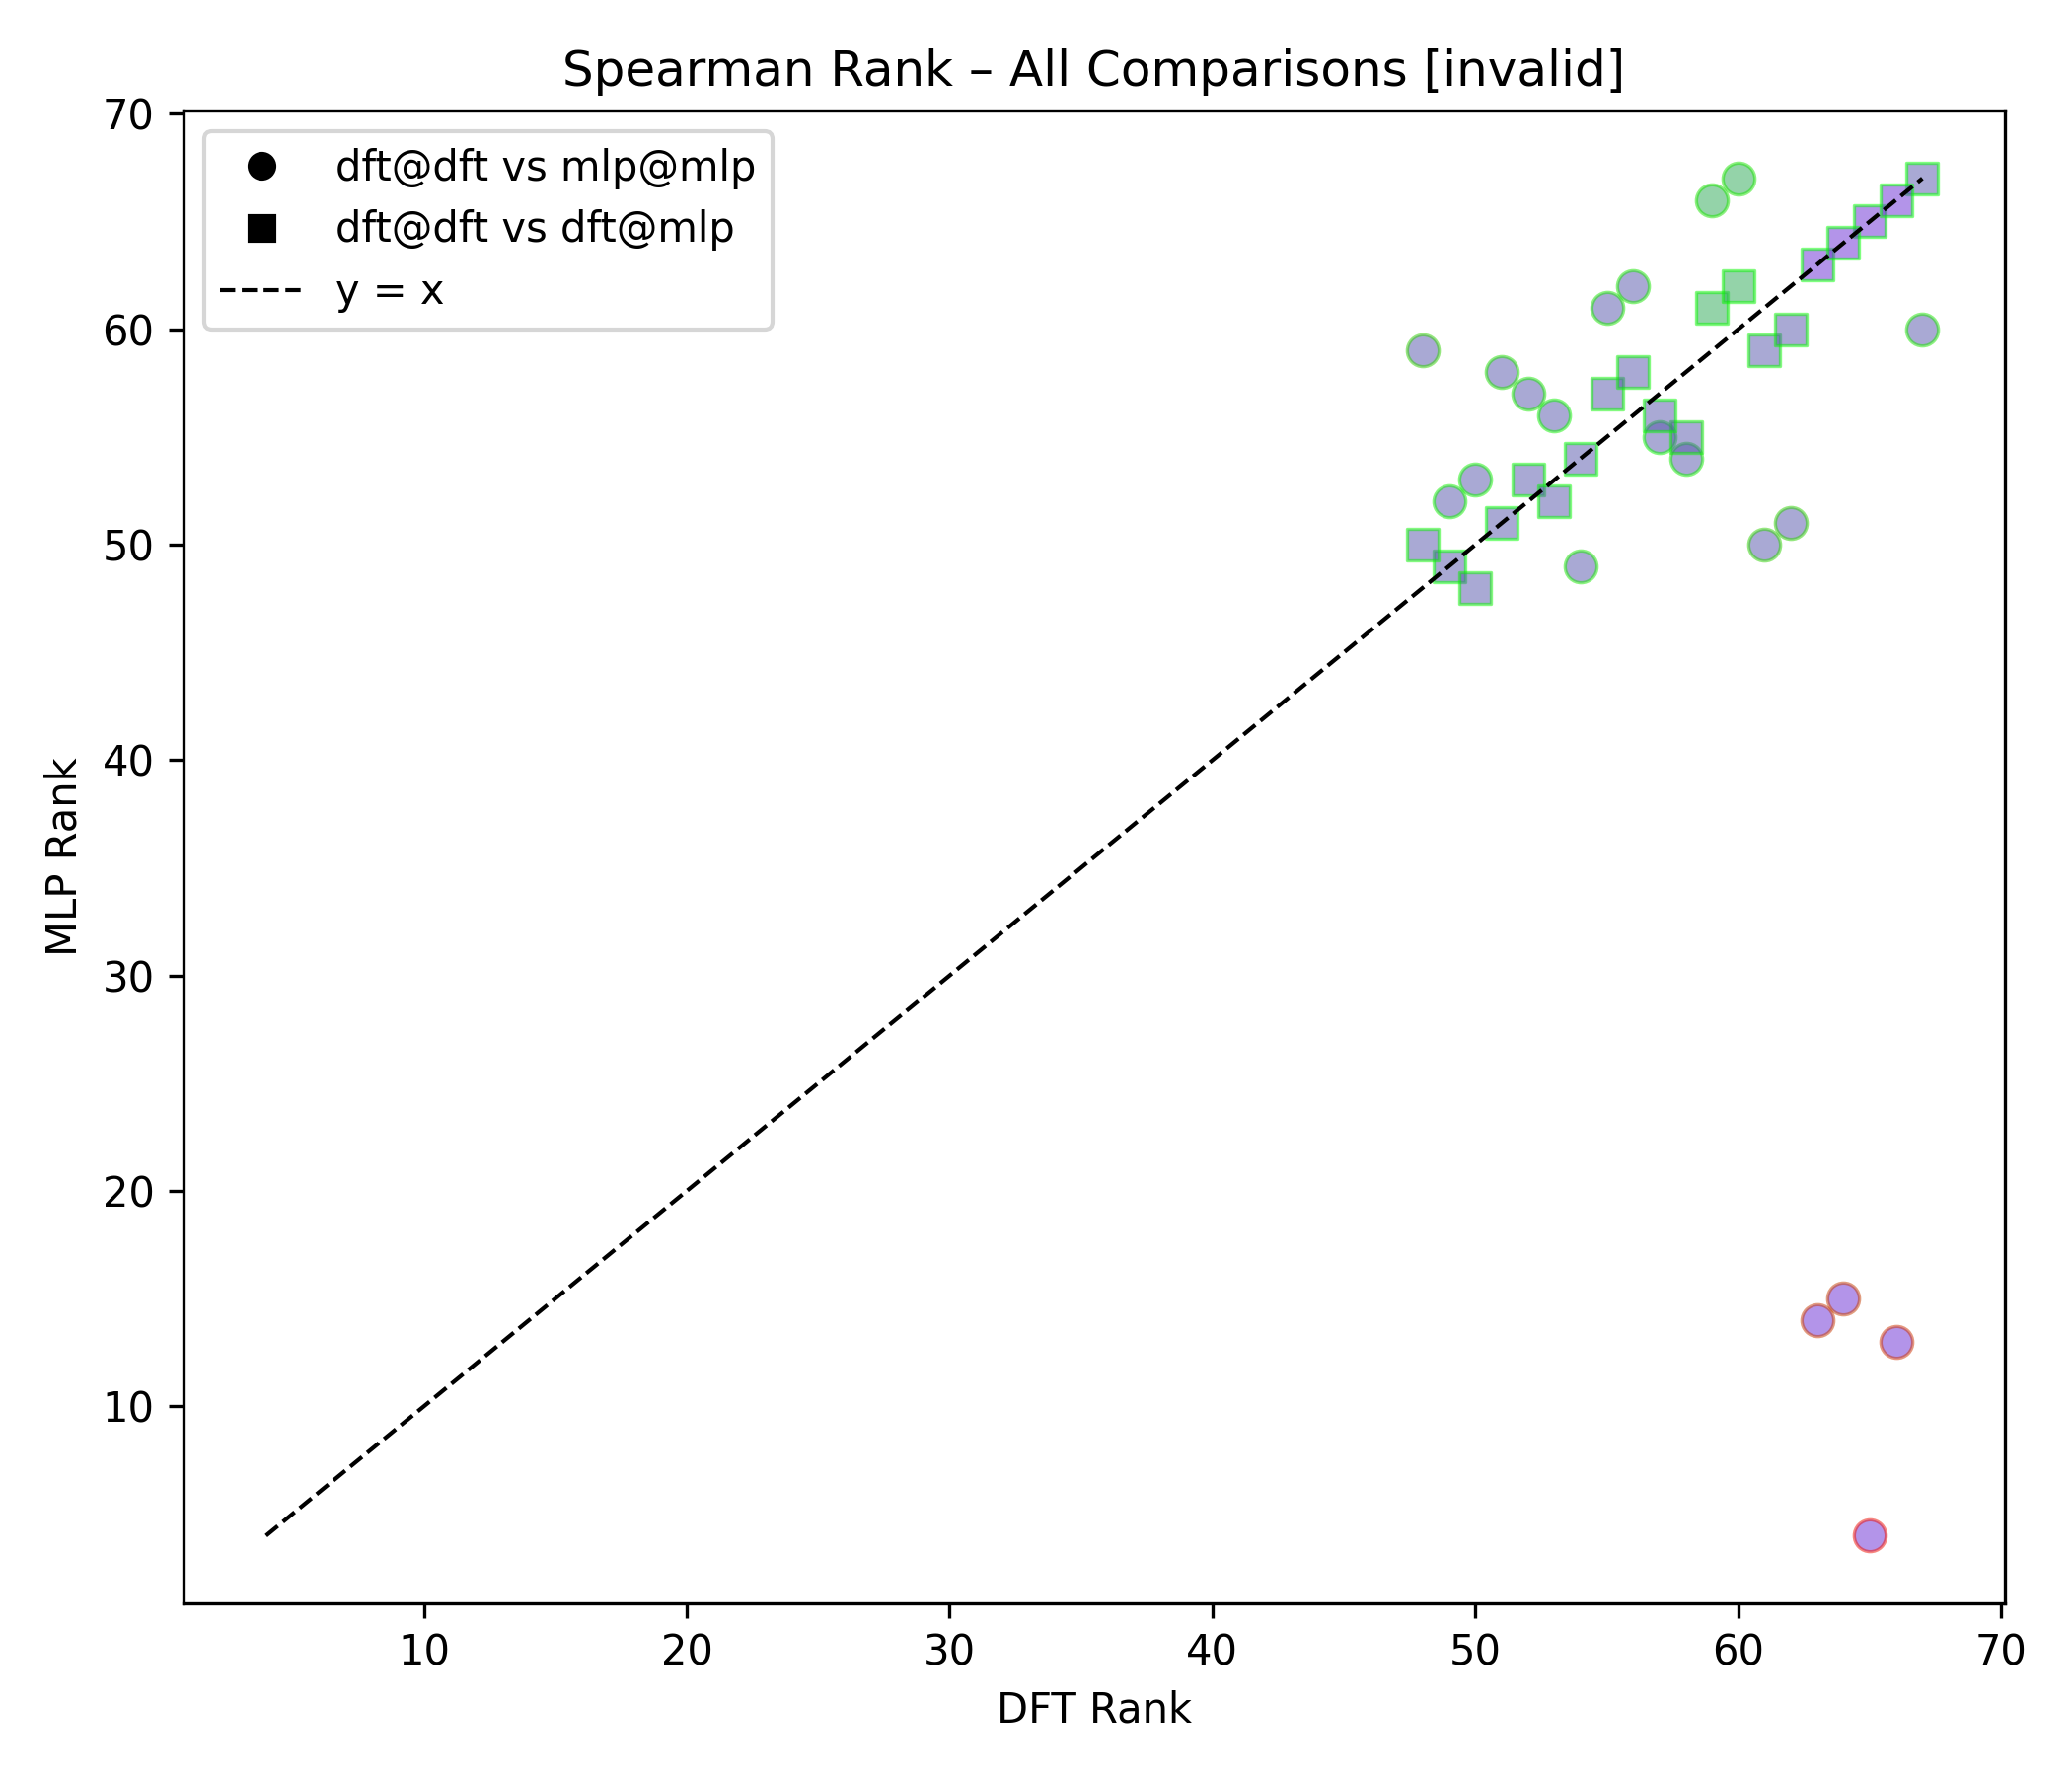 Spearman Rank – All Comparisons [invalid]
dft@dft vs mlp@mlp
dft@dft vs dft@mlp
y = x
MLP Rank
70
60
50
40
30
20
10
10 20 30 40 50 60 70
DFT Rank